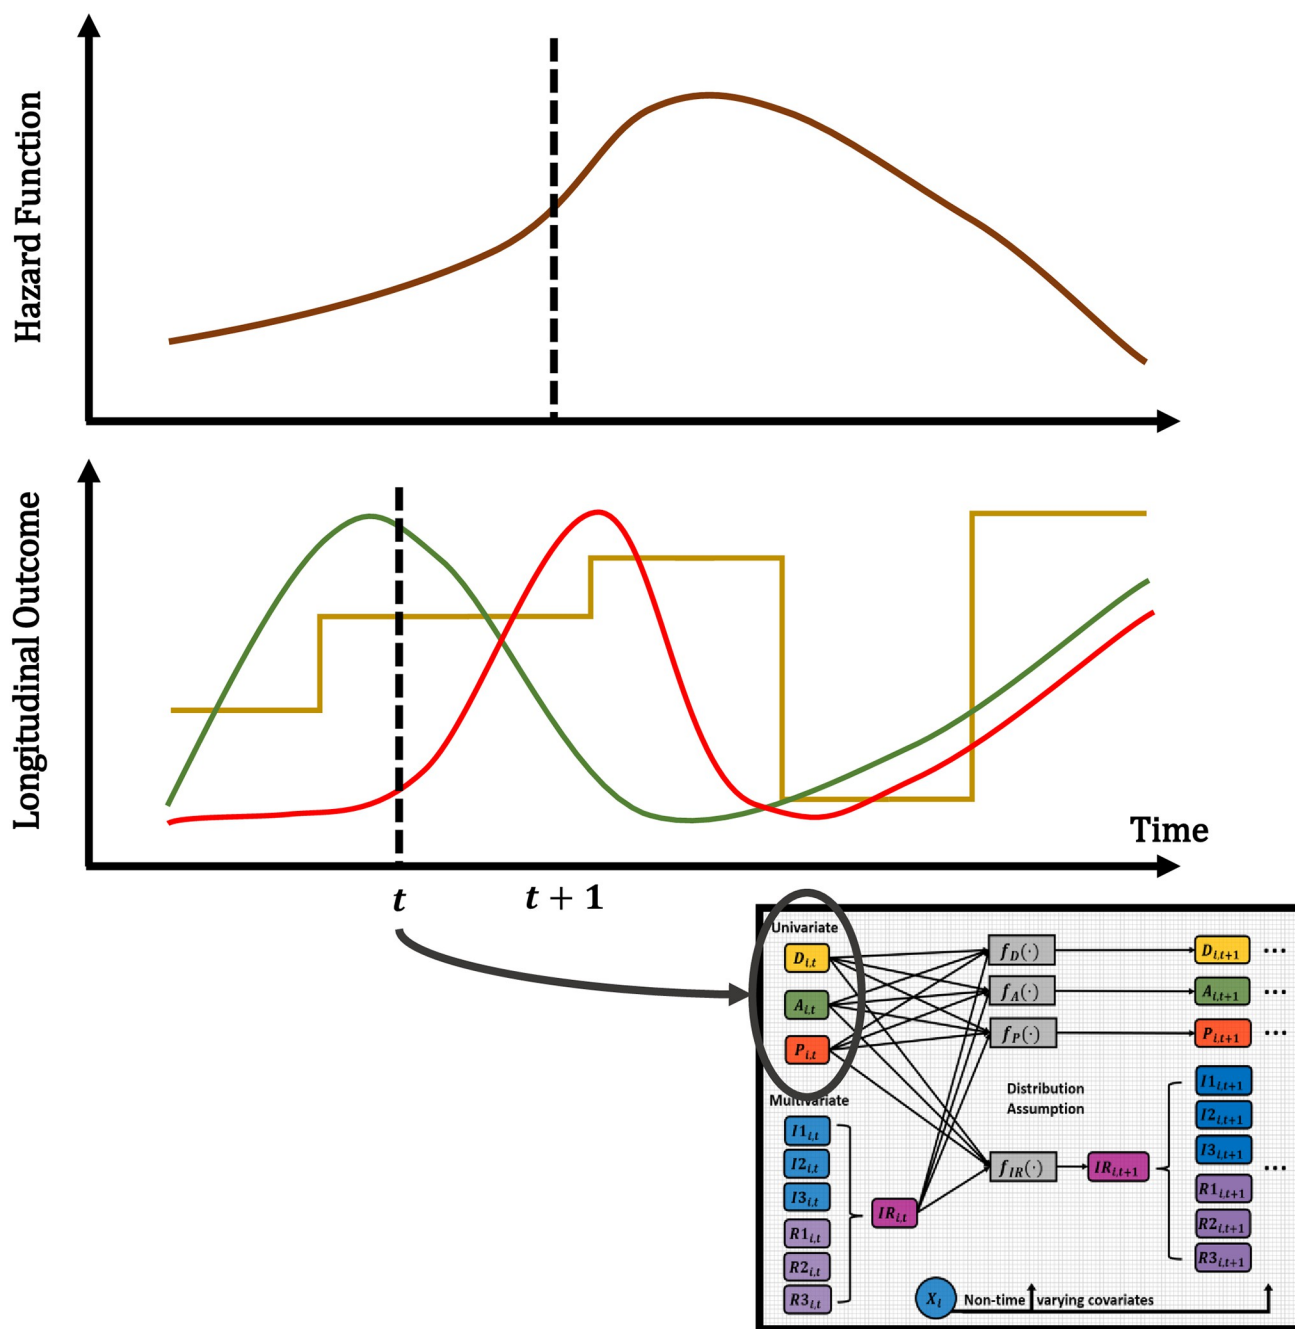 Hazard Function
Longitudinal Outcome
Time
t
t + 1
Univariate
D_{i,t}
A_{i,t}
P_{i,t}
f_D(·)
f_A(·)
f_P(·)
D_{i,t+1} ...
A_{i,t+1} ...
P_{i,t+1} ...
Multivariate
I1_{i,t}
I2_{i,t}
I3_{i,t}
R1_{i,t}
R2_{i,t}
R3_{i,t}
IR_{i,t}
Distribution
Assumption
f_{IR}(·)
IR_{i,t+1}
I1_{i,t+1}
I2_{i,t+1}
I3_{i,t+1}
...
R1_{i,t+1}
R2_{i,t+1}
R3_{i,t+1}
X_i
Non-time varying covariates